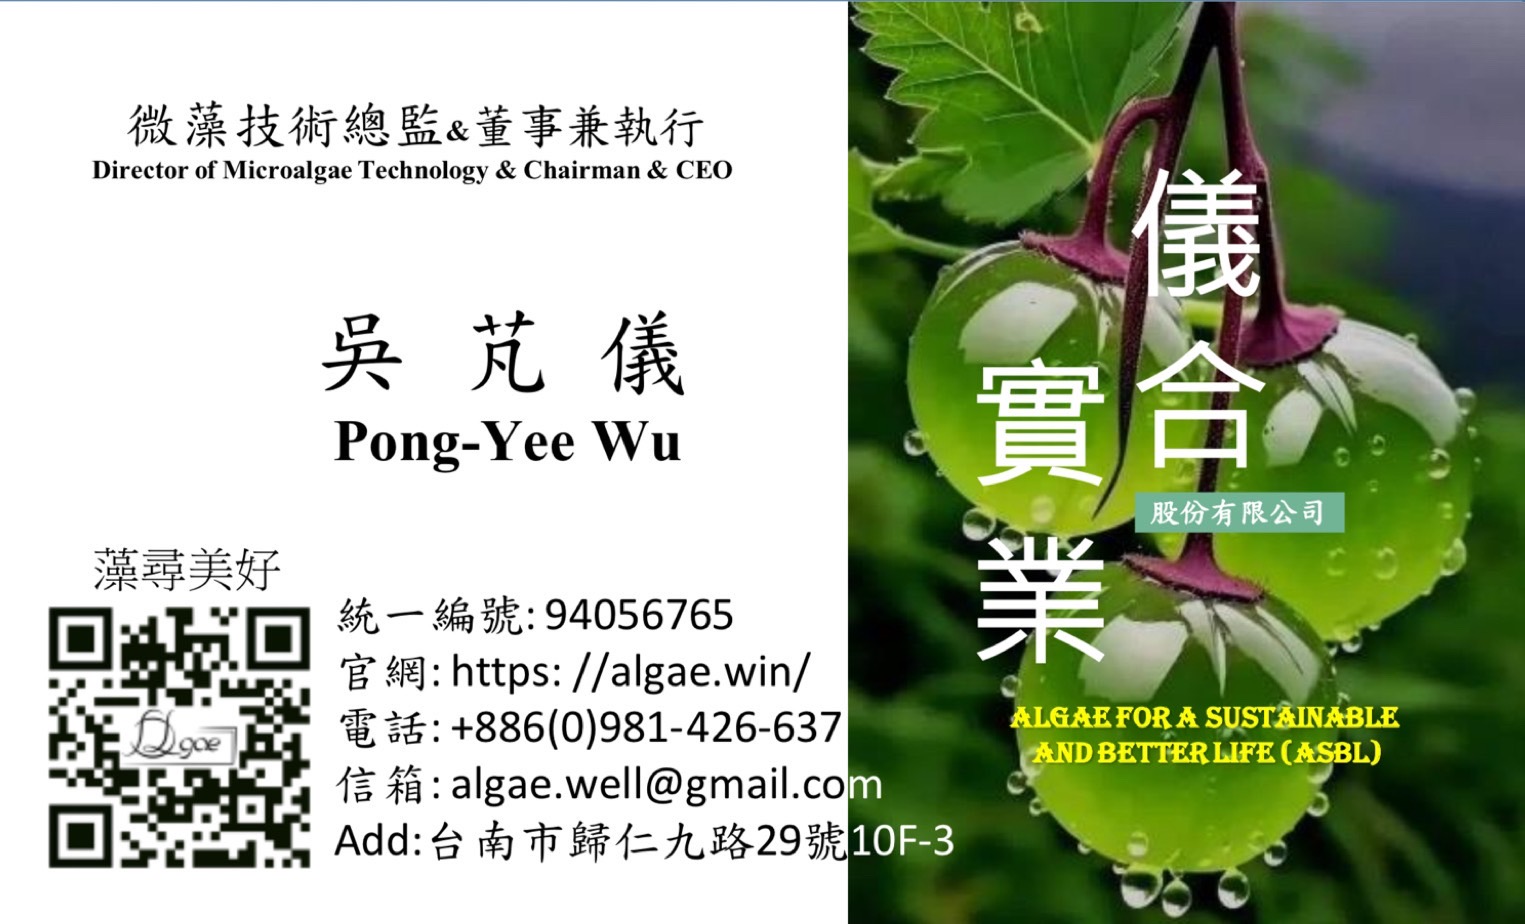 微藻技術總監&董事兼執行
Director of Microalgae Technology & Chairman & CEO
吳 芃 儀
Pong-Yee Wu
藻尋美好
Algae
統一編號: 94056765
官網: https: //algae.win/
電話: +886(0)981-426-637
信箱: algae.well@gmail.com
Add:台南市歸仁九路29號10F-3
儀合
實業
股份有限公司
ALGAE FOR A SUSTAINABLE
AND BETTER LIFE (ASBL)